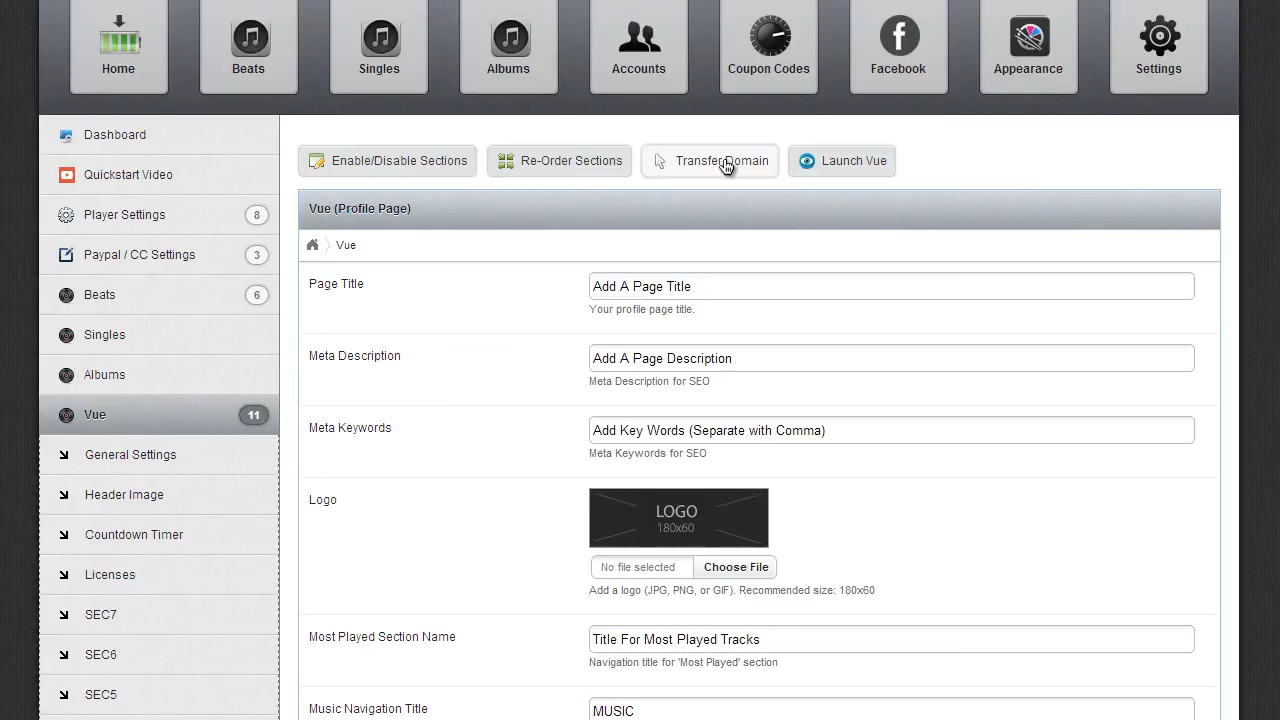 Home
Beats
Singles
Albums
Accounts
Coupon Codes
Facebook
Appearance
Settings
Dashboard
Quickstart Video
Player Settings 8
Paypal / CC Settings 3
Beats 6
Singles
Albums
Vue 11
General Settings
Header Image
Countdown Timer
Licenses
SEC7
SEC6
SEC5
Enable/Disable Sections
Re-Order Sections
Transfer Domain
Launch Vue
Vue (Profile Page)
Vue
Page Title
Add A Page Title
Your profile page title.
Meta Description
Add A Page Description
Meta Description for SEO
Meta Keywords
Add Key Words (Separate with Comma)
Meta Keywords for SEO
Logo
LOGO
180x60
No file selected
Choose File
Add a logo (JPG, PNG, or GIF). Recommended size: 180x60
Most Played Section Name
Title For Most Played Tracks
Navigation title for 'Most Played' section
Music Navigation Title
MUSIC